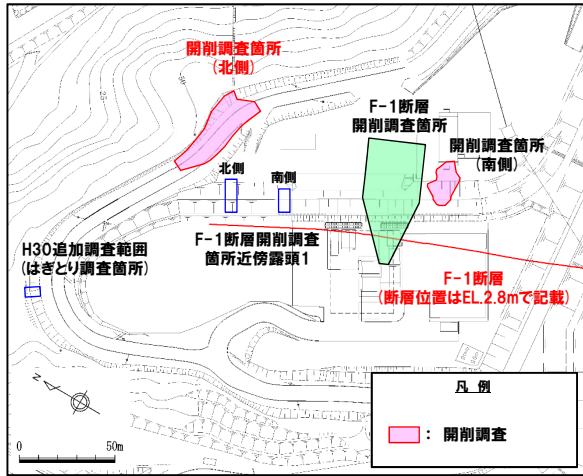 開削調査箇所
(北側)
F-1断層
開削調査箇所
開削調査箇所
(南側)
北側
南側
H30追加調査範囲
(はぎとり調査箇所)
F-1断層開削調査
箇所近傍露頭1
F-1断層
(断層位置はEL.2.8mで記載)
N
凡 例
: 開削調査
0 50m